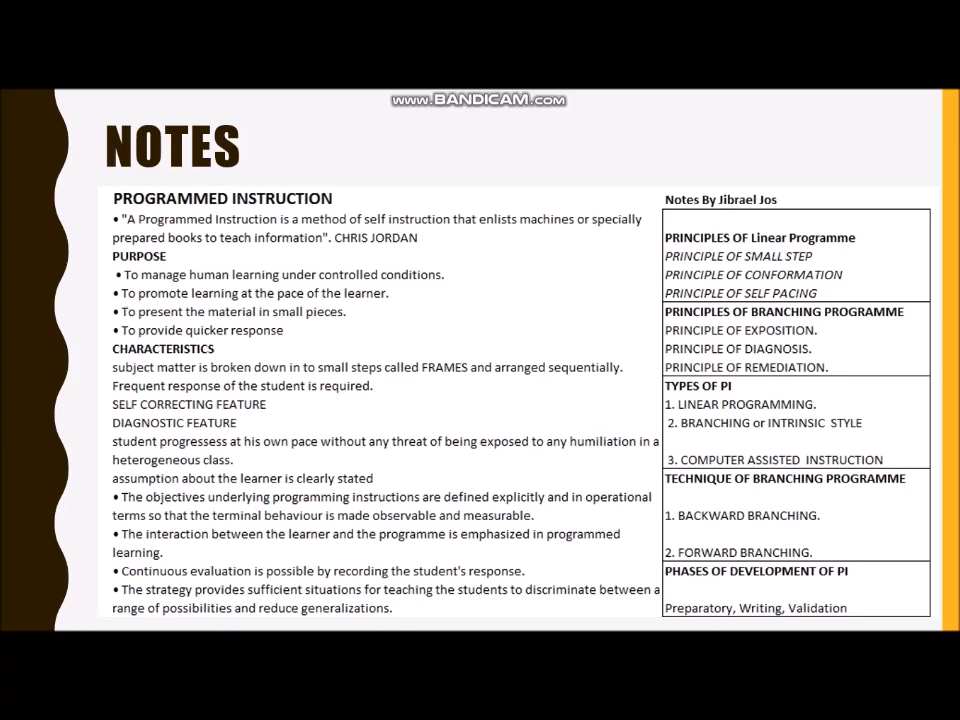 www.BANDICAM.com
NOTES
PROGRAMMED INSTRUCTION
• "A Programmed Instruction is a method of self instruction that enlists machines or specially
prepared books to teach information". CHRIS JORDAN
PURPOSE
• To manage human learning under controlled conditions.
• To promote learning at the pace of the learner.
• To present the material in small pieces.
• To provide quicker response
CHARACTERISTICS
subject matter is broken down in to small steps called FRAMES and arranged sequentially.
Frequent response of the student is required.
SELF CORRECTING FEATURE
DIAGNOSTIC FEATURE
student progressess at his own pace without any threat of being exposed to any humiliation in a
heterogeneous class.
assumption about the learner is clearly stated
• The objectives underlying programming instructions are defined explicitly and in operational
terms so that the terminal behaviour is made observable and measurable.
• The interaction between the learner and the programme is emphasized in programmed
learning.
• Continuous evaluation is possible by recording the student's response.
• The strategy provides sufficient situations for teaching the students to discriminate between a
range of possibilities and reduce generalizations.
Notes By Jibrael Jos
PRINCIPLES OF Linear Programme
PRINCIPLE OF SMALL STEP
PRINCIPLE OF CONFORMATION
PRINCIPLE OF SELF PACING
PRINCIPLES OF BRANCHING PROGRAMME
PRINCIPLE OF EXPOSITION.
PRINCIPLE OF DIAGNOSIS.
PRINCIPLE OF REMEDIATION.
TYPES OF PI
1. LINEAR PROGRAMMING.
2. BRANCHING or INTRINSIC STYLE
3. COMPUTER ASSISTED INSTRUCTION
TECHNIQUE OF BRANCHING PROGRAMME
1. BACKWARD BRANCHING.
2. FORWARD BRANCHING.
PHASES OF DEVELOPMENT OF PI
Preparatory, Writing, Validation